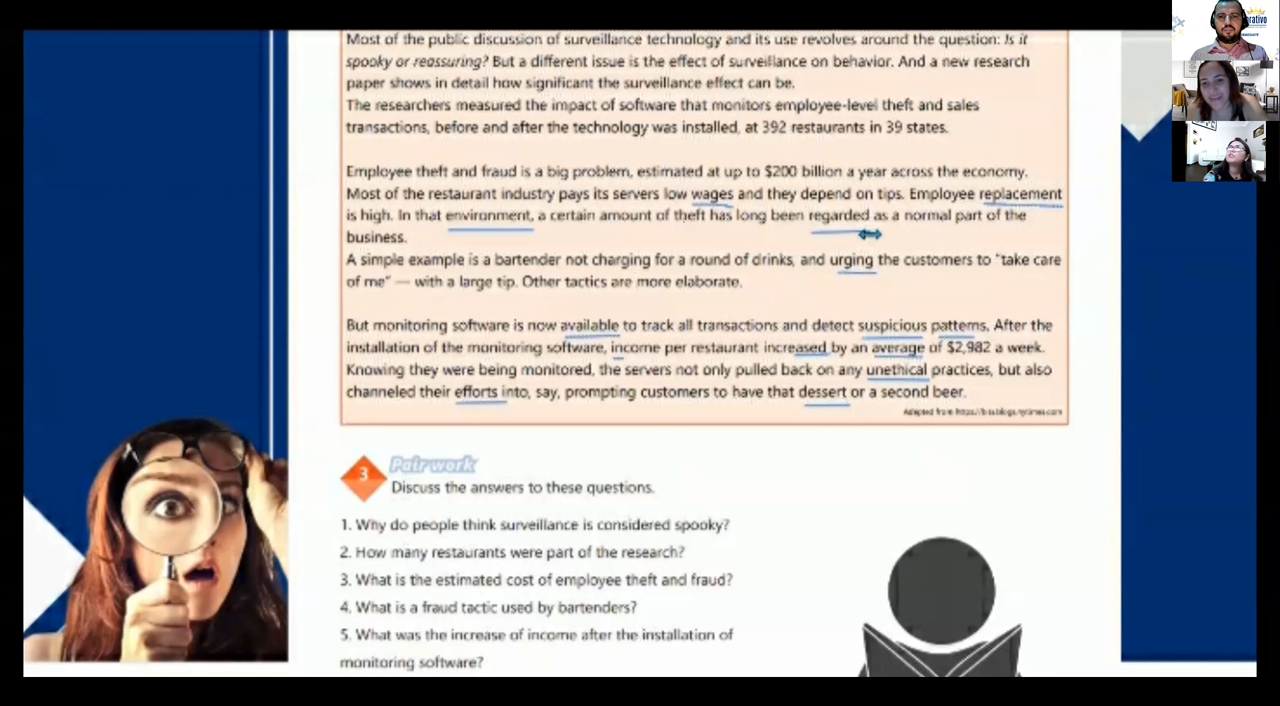 Most of the public discussion of surveillance technology and its use revolves around the question: Is it
spooky or reassuring? But a different issue is the effect of surveillance on behavior. And a new research
paper shows in detail how significant the surveillance effect can be.
The researchers measured the impact of software that monitors employee-level theft and sales
transactions, before and after the technology was installed, at 392 restaurants in 39 states.
Employee theft and fraud is a big problem, estimated at up to $200 billion a year across the economy.
Most of the restaurant industry pays its servers low wages and they depend on tips. Employee replacement
is high. In that environment, a certain amount of theft has long been regarded as a normal part of the
business.
A simple example is a bartender not charging for a round of drinks, and urging the customers to "take care
of me" — with a large tip. Other tactics are more elaborate.
But monitoring software is now available to track all transactions and detect suspicious patterns. After the
installation of the monitoring software, income per restaurant increased by an average of $2,982 a week.
Knowing they were being monitored, the servers not only pulled back on any unethical practices, but also
channeled their efforts into, say, prompting customers to have that dessert or a second beer.
Adapted from https://bits.blogs.nytimes.com
3 Pair work
Discuss the answers to these questions.
1. Why do people think surveillance is considered spooky?
2. How many restaurants were part of the research?
3. What is the estimated cost of employee theft and fraud?
4. What is a fraud tactic used by bartenders?
5. What was the increase of income after the installation of
monitoring software?